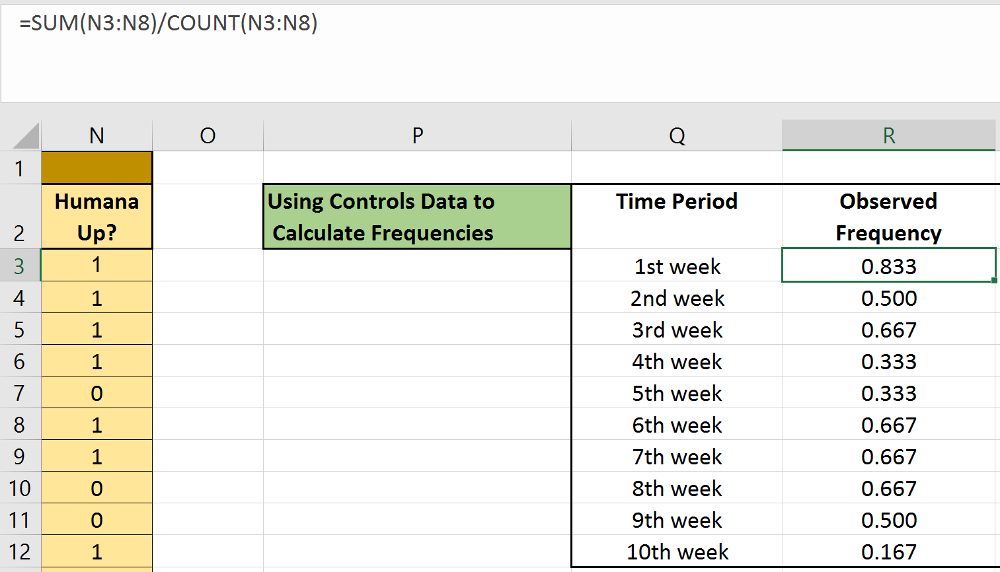 =SUM(N3:N8)/COUNT(N3:N8)
N O P Q R
1
2 Humana Up? Using Controls Data to Calculate Frequencies Time Period Observed Frequency
3 1 1st week 0.833
4 1 2nd week 0.500
5 1 3rd week 0.667
6 1 4th week 0.333
7 0 5th week 0.333
8 1 6th week 0.667
9 1 7th week 0.667
10 0 8th week 0.667
11 0 9th week 0.500
12 1 10th week 0.167